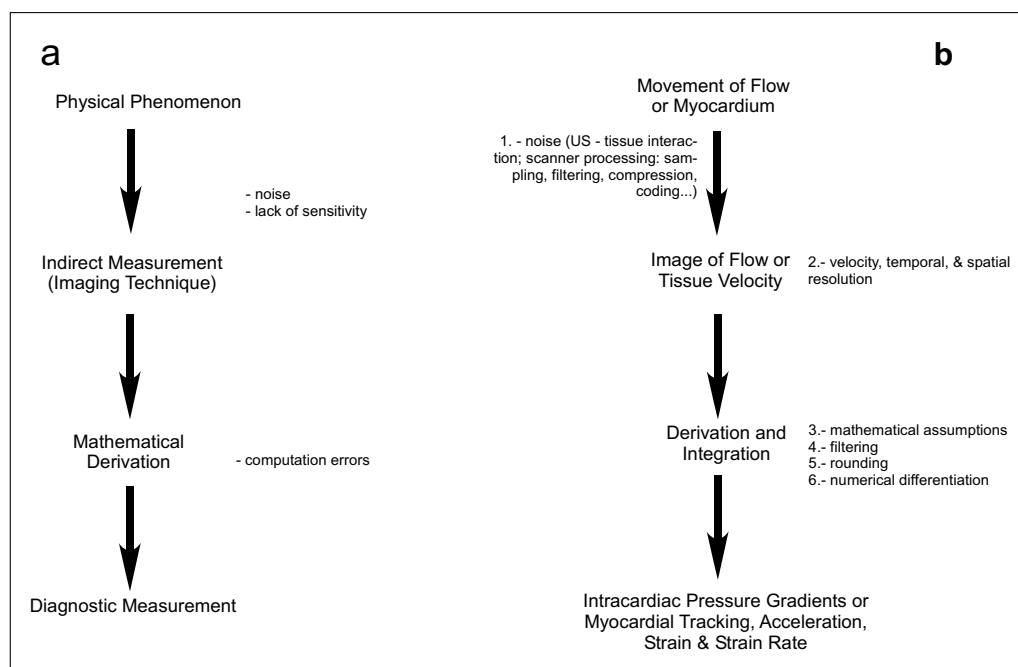 a
Physical Phenomenon
- noise
- lack of sensitivity
Indirect Measurement
(Imaging Technique)
Mathematical
Derivation
- computation errors
Diagnostic Measurement
b
Movement of Flow
or Myocardium
1. - noise (US - tissue interac-
tion; scanner processing: sam-
pling, filtering, compression,
coding...)
Image of Flow or
Tissue Velocity
2.- velocity, temporal, & spatial
resolution
Derivation and
Integration
3.- mathematical assumptions
4.- filtering
5.- rounding
6.- numerical differentiation
Intracardiac Pressure Gradients or
Myocardial Tracking, Acceleration,
Strain & Strain Rate